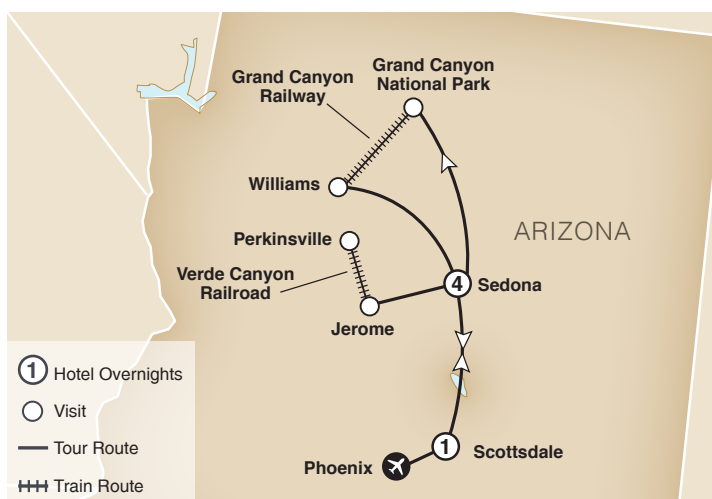 Grand Canyon
National Park
Grand Canyon
Railway
Williams
Perkinsville
ARIZONA
Verde Canyon
Railroad
4
Sedona
Jerome
1
Hotel Overnights
Visit
Tour Route
Train Route
1
Scottsdale
Phoenix